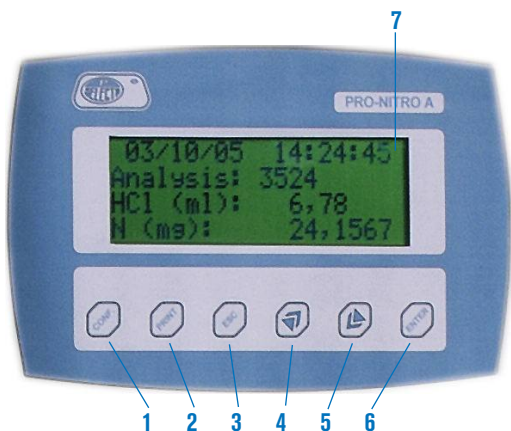 7
SELECTA
PRO-NITRO A
03/10/05 14:24:45
Analysis: 3524
HCl (ml): 6,78
N (mg): 24,1567
CONF
PRINT
ESC
ENTER
1 2 3 4 5 6